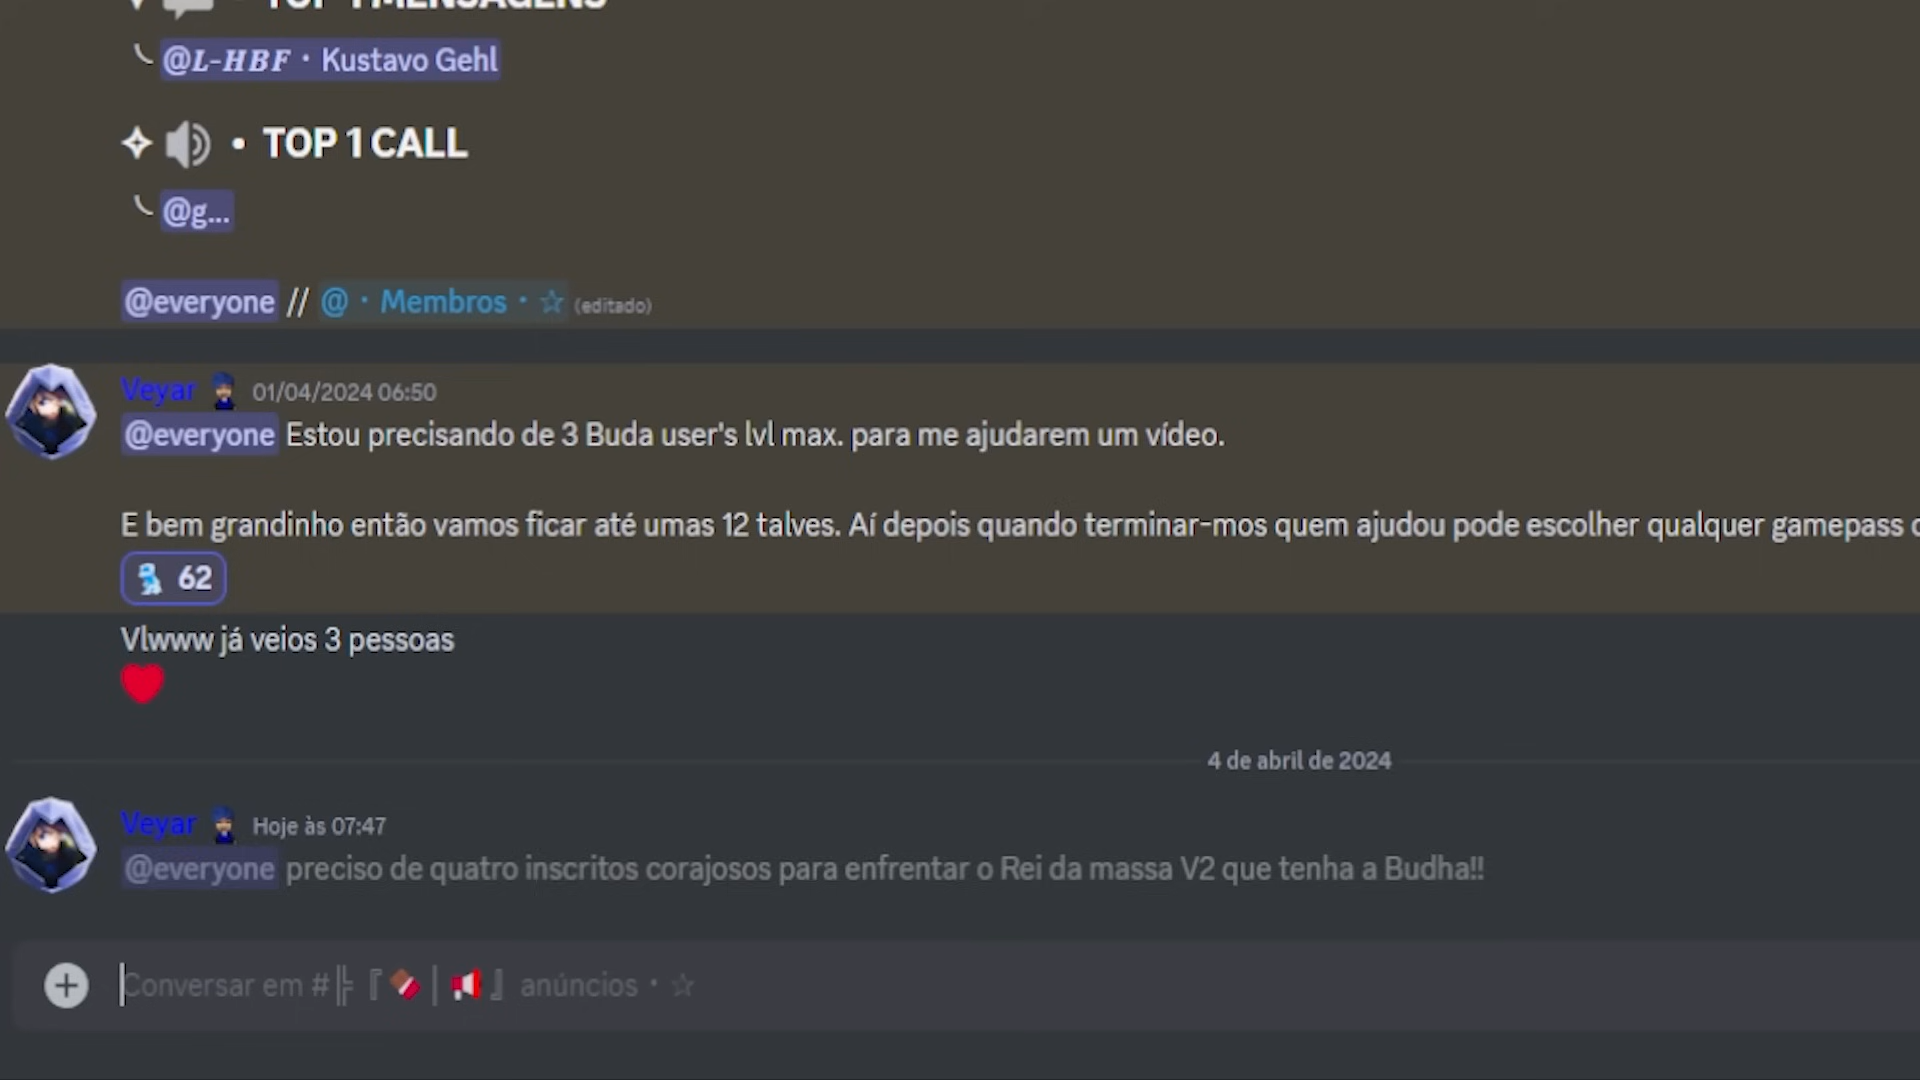 TOP 1 MENSAGENS
@L-HBF • Kustavo Gehl
• TOP 1 CALL
@g...
@everyone // @ • Membros • ☆ (editado)
Veyar 01/04/2024 06:50
@everyone Estou precisando de 3 Buda user's lvl max. para me ajudarem um vídeo.
E bem grandinho então vamos ficar até umas 12 talves. Aí depois quando terminar-mos quem ajudou pode escolher qualquer gamepass
62
Vlwww já veios 3 pessoas
4 de abril de 2024
Veyar Hoje às 07:47
@everyone preciso de quatro inscritos corajosos para enfrentar o Rei da massa V2 que tenha a Budha!!
Conversar em #╠『🍫|📢』anúncios • ☆